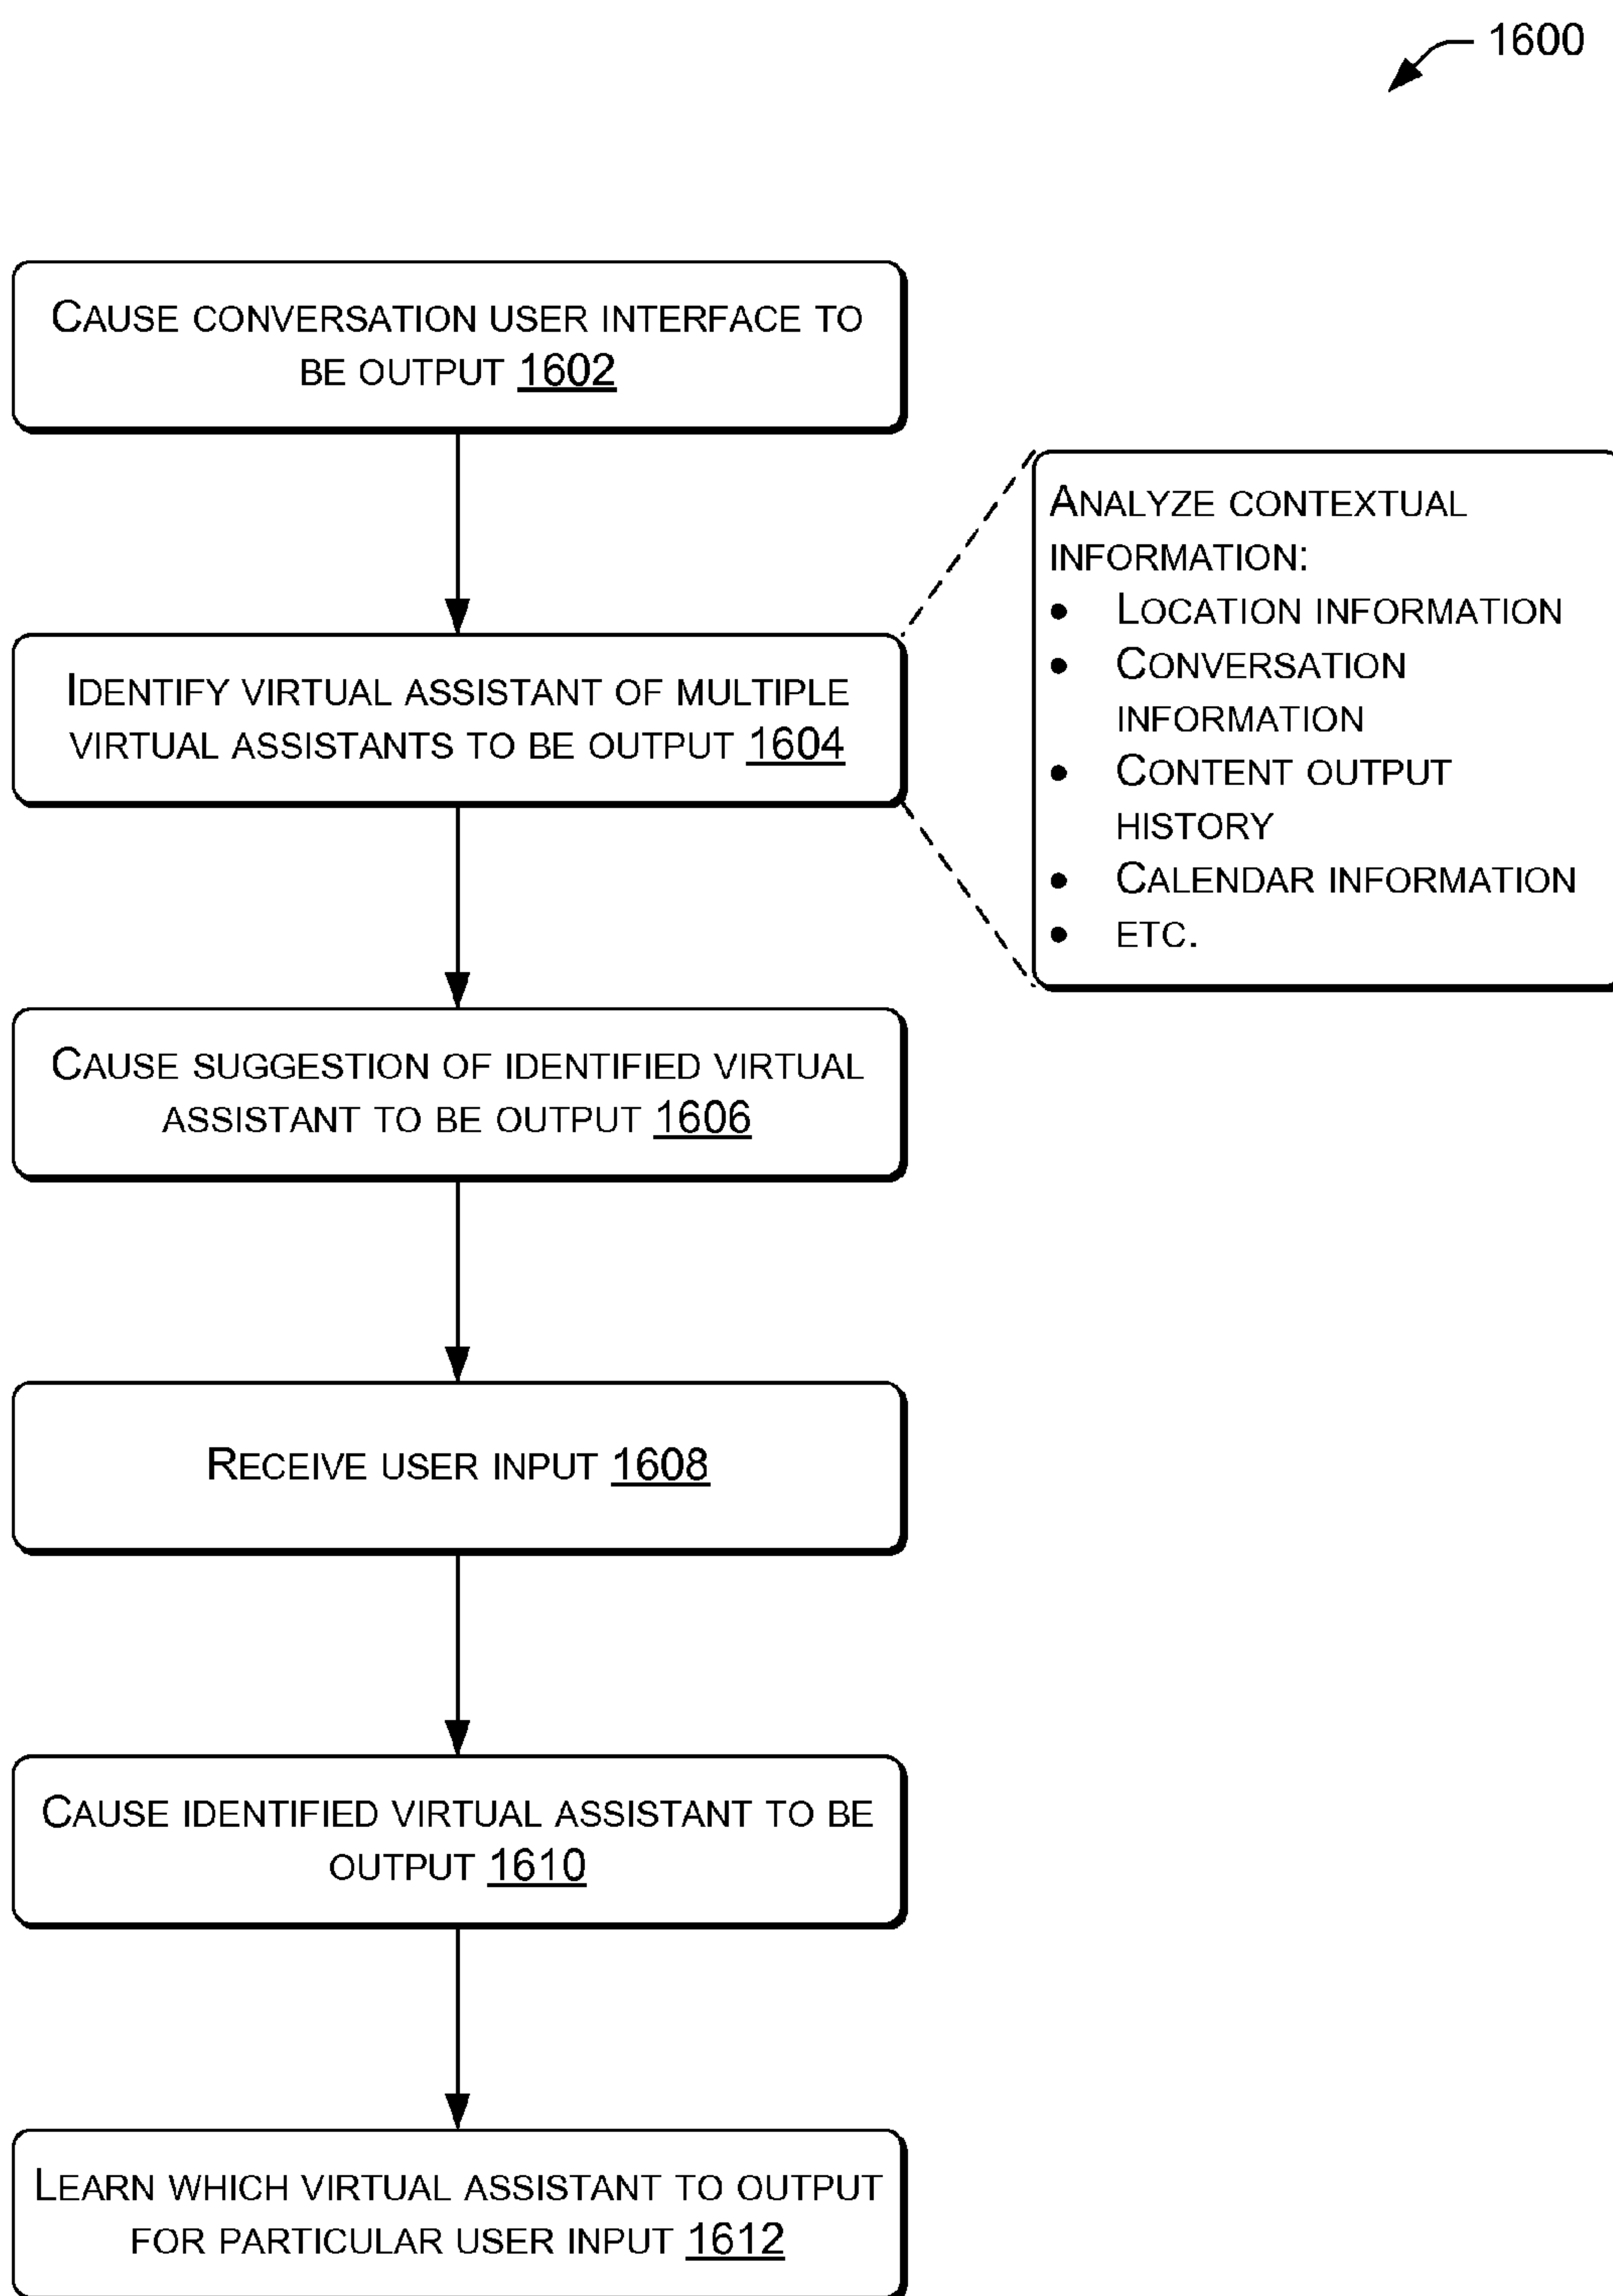 1600
CAUSE CONVERSATION USER INTERFACE TO
BE OUTPUT 1602
IDENTIFY VIRTUAL ASSISTANT OF MULTIPLE
VIRTUAL ASSISTANTS TO BE OUTPUT 1604
ANALYZE CONTEXTUAL
INFORMATION:
• LOCATION INFORMATION
• CONVERSATION
INFORMATION
• CONTENT OUTPUT
HISTORY
• CALENDAR INFORMATION
• ETC.
CAUSE SUGGESTION OF IDENTIFIED VIRTUAL
ASSISTANT TO BE OUTPUT 1606
RECEIVE USER INPUT 1608
CAUSE IDENTIFIED VIRTUAL ASSISTANT TO BE
OUTPUT 1610
LEARN WHICH VIRTUAL ASSISTANT TO OUTPUT
FOR PARTICULAR USER INPUT 1612